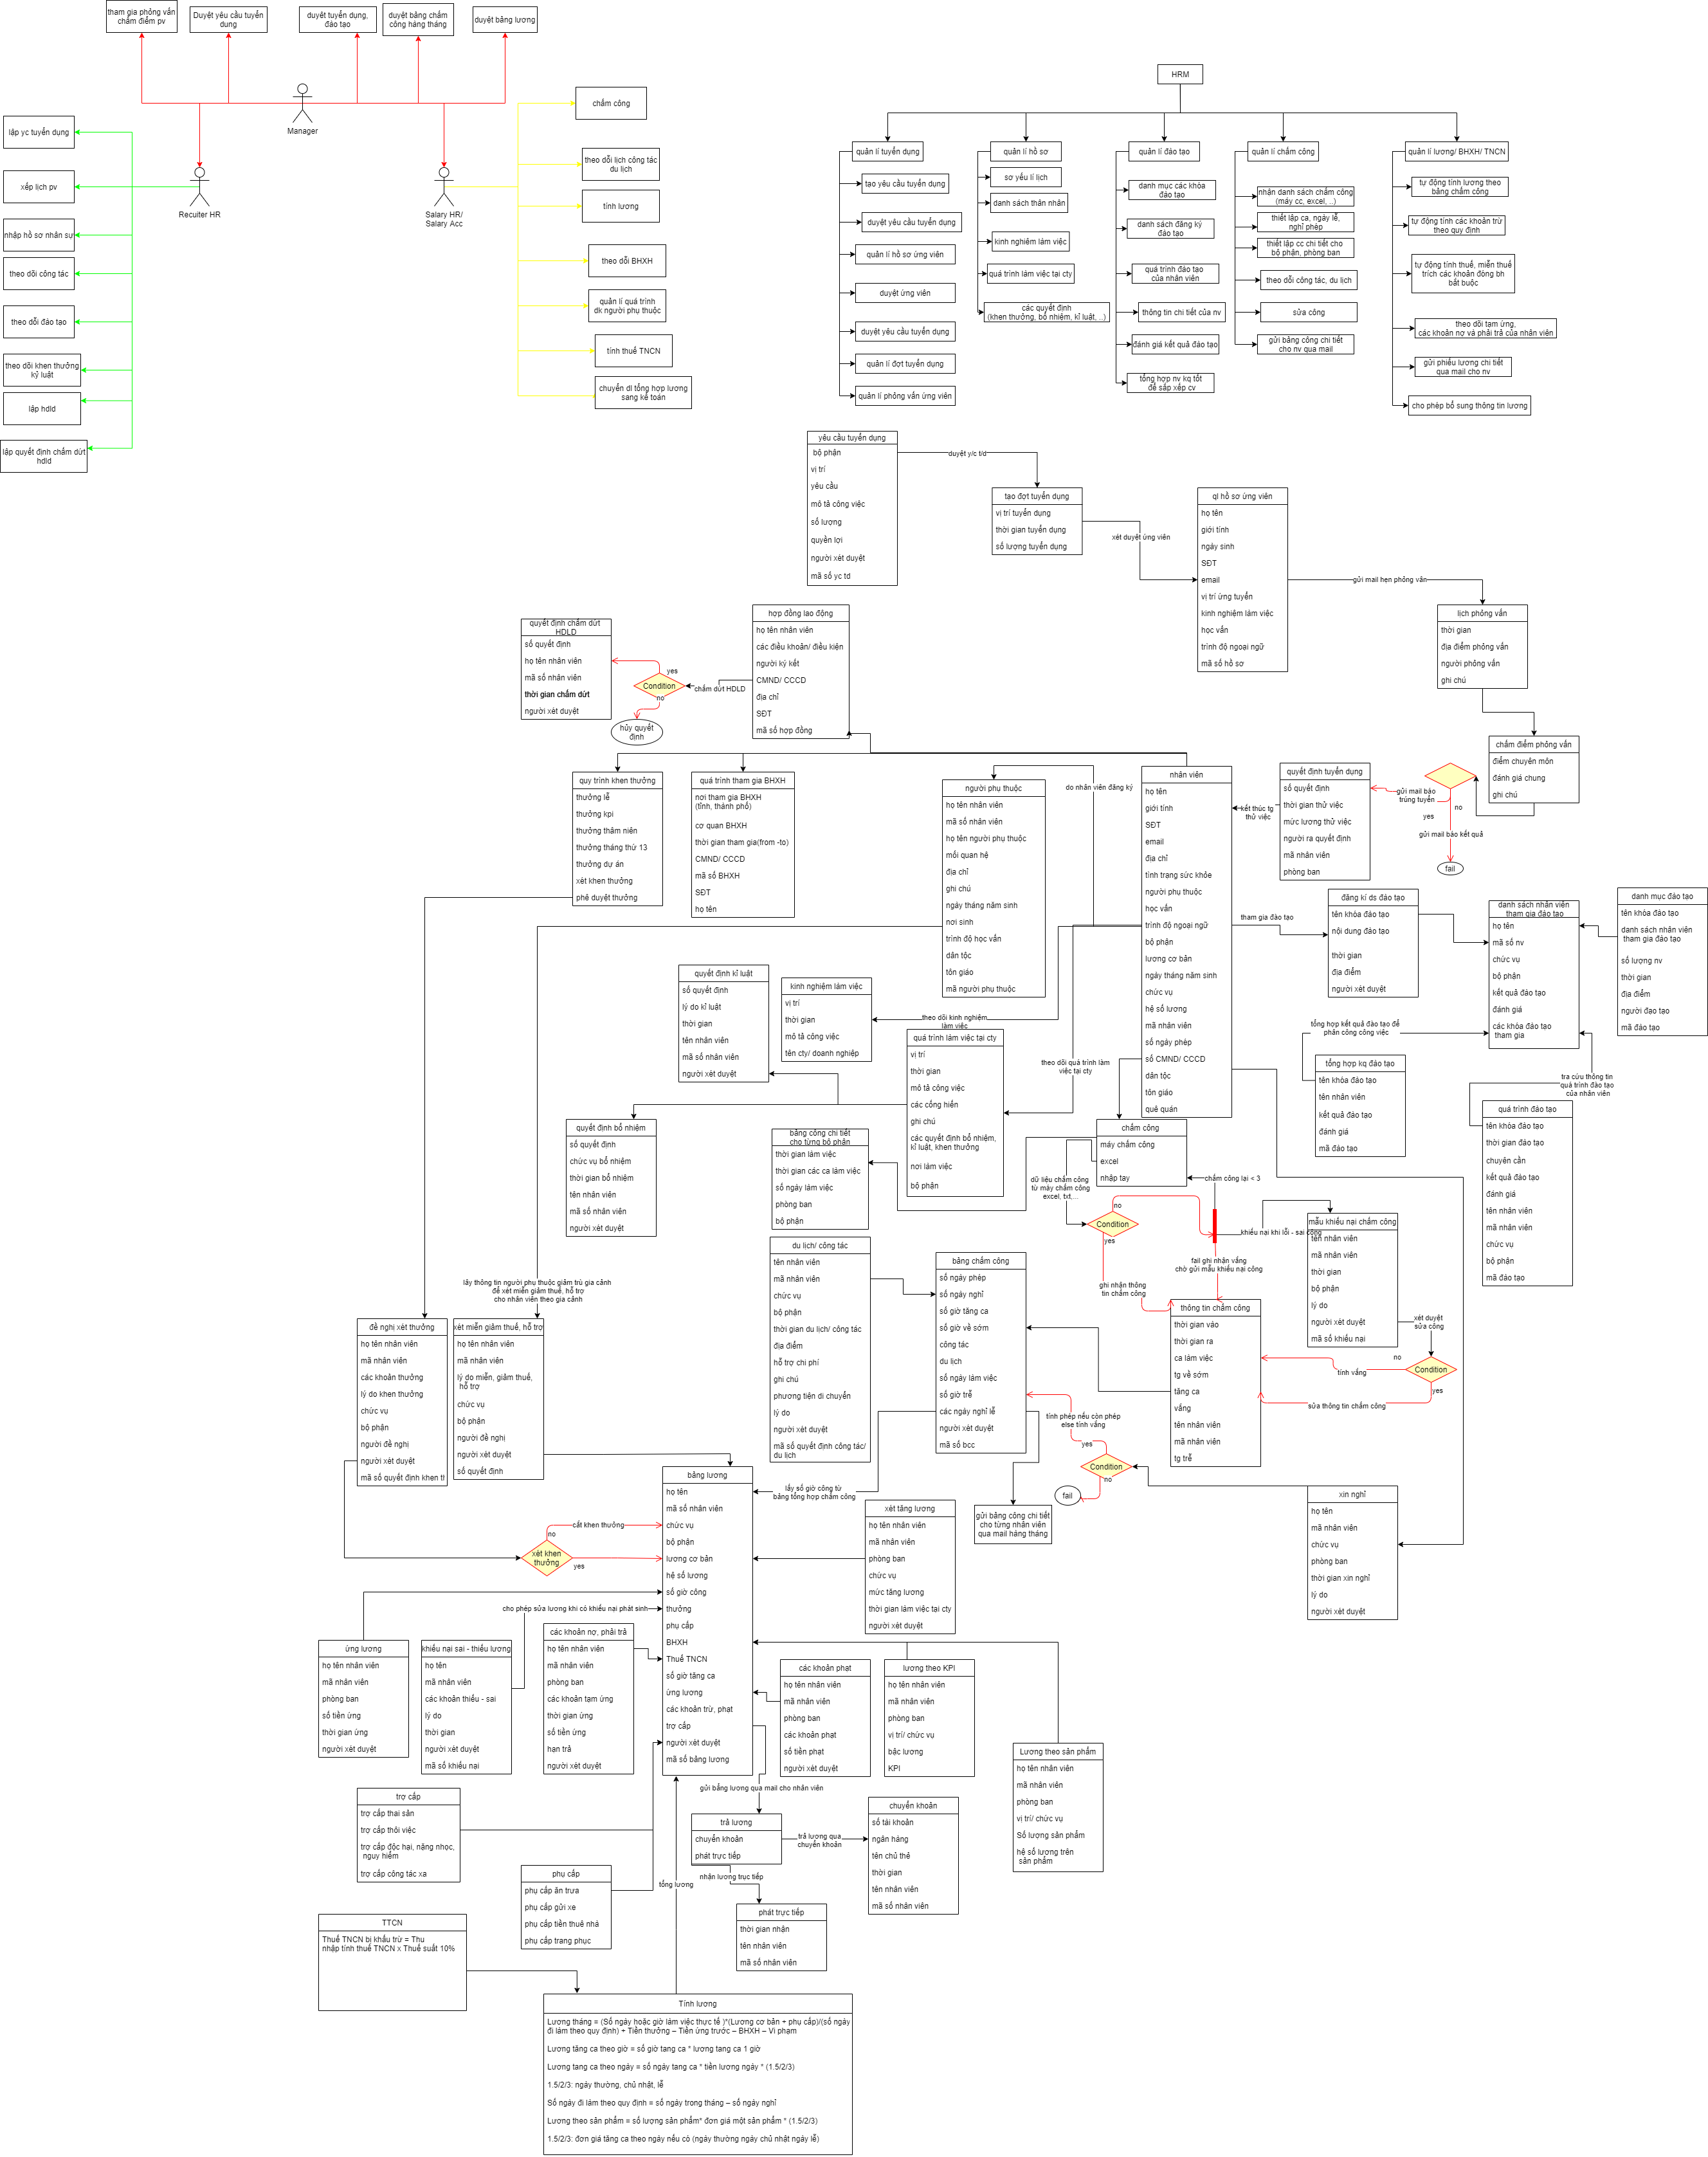 tham gia phỏng vấn
chấm điểm pv
Duyệt yêu cầu tuyển
dụng
duyệt tuyển dụng,
đáo tạo
duyệt bảng chấm
công háng tháng
duyệt bảng lương
Manager
lập yc tuyển dụng
xếp lịch pv
nhập hồ sơ nhân sự
theo dõi công tác
theo dỗi đáo tạo
theo dõi khen thưởng
kỷ luật
lập hdld
lập quyết định chấm dứt
hdld
Recuiter HR
Salary HR/
Salary Acc
chấm công
theo dỗi lịch công tác
du lịch
tính lương
theo dỗi BHXH
quản lí quá trình
dk người phụ thuộc
tính thuế TNCN
chuyển dl tổng hợp lương
sang kế toán
HRM
quản lí tuyển dụng
tạo yêu cầu tuyển dụng
duyệt yêu cầu tuyển dụng
quản lí hồ sơ ứng viên
duyệt ứng viên
duyệt yêu cầu tuyển dụng
quản lí đợt tuyển dụng
quản lí phỏng vấn ứng viên
quản lí hồ sơ
sơ yếu lí lịch
danh sách thân nhân
kinh nghiệm làm việc
quá trình làm việc tại cty
các quyết định
(khen thưởng, bổ nhiệm, kỉ luật, ..)
quản lí đáo tạo
danh mục các khóa
đáo tạo
danh sách đăng ký
đáo tạo
quá trình đáo tạo
của nhân viên
thông tin chi tiết của nv
đánh giá kết quả đáo tạo
tổng hợp nv kq tốt
để sắp xếp cv
quản lí chấm công
nhận danh sách chấm công
(máy cc, excel, ..)
thiết lập ca, ngày lễ,
nghỉ phép
thiết lập cc chi tiết cho
bộ phận, phòng ban
theo dỗi công tác, du lịch
sửa công
gửi bảng công chi tiết
cho nv qua mail
quản lí lương/ BHXH/ TNCN
tự động tính lương theo
bảng chấm công
tự động tính các khoản trừ
theo quy định
tự động tính thuế, miễn thuế
trích các khoản đóng bh
bắt buộc
theo dõi tạm ứng,
các khoản nợ và phải trả của nhân viên
gửi phiếu lương chi tiết
qua mail cho nv
cho phép bổ sung thông tin lương
yêu cầu tuyển dụng
bộ phận
vị trí
yêu cầu
mô tả công việc
số lượng
quyền lợi
người xét duyệt
mã số yc td
duyệt y/c t/d
tạo đợt tuyển dụng
vị trí tuyển dụng
thời gian tuyển dụng
số lượng tuyển dụng
xét duyệt ứng viên
ql hồ sơ ứng viên
họ tên
giới tính
ngày sinh
SĐT
email
vị trí ứng tuyển
kinh nghiệm làm việc
học vấn
trình độ ngoại ngữ
mã số hồ sơ
gửi mail hẹn phỏng vấn
lịch phỏng vấn
thời gian
địa điểm phỏng vấn
người phỏng vấn
ghi chú
quyết định chấm dứt
HDLD
số quyết định
họ tên nhân viên
mã số nhân viên
thời gian chấm dứt
người xét duyệt
Condition
yes
no
hủy quyết
định
chấm dứt HDLD
hợp đồng lao động
họ tên nhân viên
các điều khoản/ điều kiện
người ký kết
CMND/ CCCD
địa chỉ
SĐT
mã số hợp đồng
chấm điểm phỏng vấn
điểm chuyên môn
đánh giá chung
ghi chú
gửi mail báo
trúng tuyển
no
yes
gửi mail báo kết quả
fail
quyết định tuyển dụng
số quyết định
thời gian thử việc
mức lương thử việc
người ra quyết định
mã nhân viên
phòng ban
kết thúc tg
thử việc
quy trình khen thưởng
thưởng lễ
thưởng kpi
thưởng thâm niên
thưởng tháng thứ 13
thưởng dự án
xét khen thưởng
phê duyệt thưởng
quá trình tham gia BHXH
nơi tham gia BHXH
(tỉnh, thành phố)
cơ quan BHXH
thời gian tham gia(from -to)
CMND/ CCCD
mã số BHXH
SĐT
họ tên
người phụ thuộc
họ tên nhân viên
mã số nhân viên
họ tên người phụ thuộc
mối quan hệ
địa chỉ
ghi chú
ngày tháng năm sinh
nơi sinh
trình độ học vấn
dân tộc
tôn giáo
mã người phụ thuộc
do nhân viên đăng ký
nhân viên
họ tên
giới tính
SĐT
email
địa chỉ
tình trạng sức khỏe
người phụ thuộc
học vấn
trình độ ngoại ngữ
bộ phận
lương cơ bản
ngày tháng năm sinh
chức vụ
hệ số lương
mã nhân viên
số ngày phép
số CMND/ CCCD
dân tộc
tôn giáo
quê quán
tham gia đào tạo
đăng kí ds đáo tạo
tên khóa đáo tạo
nội dung đáo tạo
thời gian
địa điểm
người xét duyệt
danh sách nhân viên
tham gia đáo tạo
họ tên
mã số nv
chức vụ
bộ phận
kết quả đáo tạo
đánh giá
các khóa đáo tạo
tham gia
danh mục đáo tạo
tên khóa đáo tạo
danh sách nhân viên
tham gia đáo tạo
số lượng nv
thời gian
địa điểm
người đạo tạo
mã đáo tạo
tổng hợp kết quả đáo tạo để
phân công công việc
tổng hợp kq đáo tạo
tên khóa đáo tạo
tên nhân viên
kết quả đáo tạo
đánh giá
mã đáo tạo
tra cứu thông tin
quá trình đáo tạo
của nhân viên
quá trình đáo tạo
tên khóa đáo tạo
thời gian đáo tạo
chuyên cần
kết quả đáo tạo
đánh giá
tên nhân viên
mã nhân viên
chức vụ
bộ phận
mã đáo tạo
quyết định kỉ luật
số quyết định
lý do kỉ luật
thời gian
tên nhân viên
mã số nhân viên
người xét duyệt
kinh nghiệm làm việc
vị trí
thời gian
mô tả công việc
tên cty/ doanh nghiệp
theo dõi kinh nghiệm
làm việc
quá trình làm việc tại cty
vị trí
thời gian
mô tả công việc
các cống hiến
ghi chú
các quyết định bổ nhiệm,
kỉ luật, khen thưởng
nơi làm việc
bộ phận
theo dõi quá trình làm
việc tại cty
quyết định bổ nhiệm
số quyết định
chức vụ bổ nhiệm
thời gian bổ nhiệm
tên nhân viên
mã số nhân viên
người xét duyệt
bảng công chi tiết
cho từng bộ phận
thời gian làm việc
thời gian các ca làm việc
số ngày làm việc
phòng ban
bộ phận
chấm công
máy chấm công
excel
nhập tay
dữ liệu chấm công
từ máy chấm công
excel, txt,...
Condition
no
yes
chấm công lại < 3
khiếu nại khi lỗi - sai công
fail ghi nhận vắng
chờ gửi mẫu khiếu nại công
ghi nhận thông
tin chấm công
mẫu khiếu nại chấm công
tên nhân viên
mã nhân viên
thời gian
bộ phận
lý do
người xét duyệt
mã số khiếu nại
xét duyệt
sửa công
Condition
no
yes
tính vắng
sửa thông tin chấm công
du lịch/ công tác
tên nhân viên
mã nhân viên
chức vụ
bộ phận
thời gian du lịch/ công tác
địa điểm
hỗ trợ chi phí
ghi chú
phương tiện di chuyển
lý do
người xét duyệt
mã số quyết định công tác/
du lịch
bảng chấm công
số ngày phép
số ngày nghỉ
số giờ tăng ca
số giờ về sớm
công tác
du lịch
số ngày làm việc
số giờ trễ
các ngày nghỉ lễ
người xét duyệt
mã số bcc
thông tin chấm công
thời gian vào
thời gian ra
ca làm việc
tg về sớm
tăng ca
vắng
tên nhân viên
mã nhân viên
tg trễ
tính phép nếu còn phép
else tính vắng
yes
Condition
no
fail
xin nghỉ
họ tên
mã nhân viên
chức vụ
phòng ban
thời gian xin nghỉ
lý do
người xét duyệt
gửi bảng công chi tiết
cho từng nhân viên
qua mail háng tháng
lấy thông tin người phụ thuộc giảm trù gia cảnh
để xét miễn giảm thuế, hỗ trợ
cho nhân viên theo gia cảnh
đề nghị xét thưởng
họ tên nhân viên
mã nhân viên
các khoản thưởng
lý do khen thưởng
chức vụ
bộ phận
người đề nghị
người xét duyệt
mã số quyết định khen tl
xét miễn giảm thuế, hỗ trợ
họ tên nhân viên
mã nhân viên
lý do miễn, giảm thuế,
hỗ trợ
chức vụ
bộ phận
người đề nghị
người xét duyệt
số quyết định
xét khen
thưởng
no
yes
cắt khen thưởng
bảng lương
họ tên
mã số nhân viên
chức vụ
bộ phận
lương cơ bản
hệ số lương
số giờ công
thưởng
phụ cấp
BHXH
Thuế TNCN
số giờ tăng ca
ứng lương
các khoản trừ, phạt
trợ cấp
người xét duyệt
mã số bảng lương
lấy số giờ công từ
bảng tổng hợp chấm công
xét tăng lương
họ tên nhân viên
mã nhân viên
phòng ban
chức vụ
mức tăng lương
thời gian làm việc tại cty
người xét duyệt
cho phép sửa lương khi có khiếu nại phát sinh
ứng lương
họ tên nhân viên
mã nhân viên
phòng ban
số tiền ứng
thời gian ứng
người xét duyệt
khiếu nại sai - thiếu lương
họ tên
mã nhân viên
các khoản thiếu - sai
lý do
thời gian
người xét duyệt
mã số khiếu nại
các khoản nợ, phải trả
họ tên nhân viên
mã nhân viên
phòng ban
các khoản tạm ứng
thời gian ứng
số tiền ứng
hạn trả
người xét duyệt
các khoản phạt
họ tên nhân viên
mã nhân viên
phòng ban
các khoản phạt
số tiền phạt
người xét duyệt
lương theo KPI
họ tên nhân viên
mã nhân viên
phòng ban
vị trí/ chức vụ
bậc lương
KPI
Lương theo sản phẩm
họ tên nhân viên
mã nhân viên
phòng ban
vị trí/ chức vụ
Số lượng sản phẩm
hệ số lương trên
sản phẩm
trợ cấp
trợ cấp thai sản
trợ cấp thôi việc
trợ cấp độc hại, nặng nhọc,
nguy hiểm
trợ cấp công tác xa
gửi bẳng lương qua mail cho nhân viên
trả lương
chuyển khoản
phát trực tiếp
trả lương qua
chuyển khoản
chuyển khoản
số tài khoản
ngân háng
tên chủ thẻ
thời gian
tên nhân viên
mã số nhân viên
nhận lương trục tiếp
phát trực tiếp
thời gian nhận
tên nhân viên
mã số nhân viên
phụ cấp
phụ cấp ăn trưa
phụ cấp gửi xe
phụ cấp tiền thuê nhà
phụ cấp trang phục
tổng lương
TTCN
Thuế TNCN bị khấu trừ = Thu
nhập tính thuế TNCN x Thuế suất 10%
Tính lương
Lương tháng = (Số ngày hoặc giờ làm việc thực tế )*(Lương cơ bản + phụ cấp)/(số ngày
đi làm theo quy định) + Tiền thưởng – Tiền ứng trước – BHXH – Vi phạm
Lương tăng ca theo giờ = số giờ tang ca * lương tang ca 1 giờ
Lương tang ca theo ngày = số ngày tang ca * tiền lương ngày * (1.5/2/3)
1.5/2/3: ngày thường, chủ nhật, lễ
Số ngày đi làm theo quy định = số ngày trong tháng – số ngày nghỉ
Lương theo sản phẩm = số lượng sản phẩm* đơn giá một sản phẩm * (1.5/2/3)
1.5/2/3: đơn giá tăng ca theo ngày nếu có (ngày thường ngày chủ nhật ngày lễ)